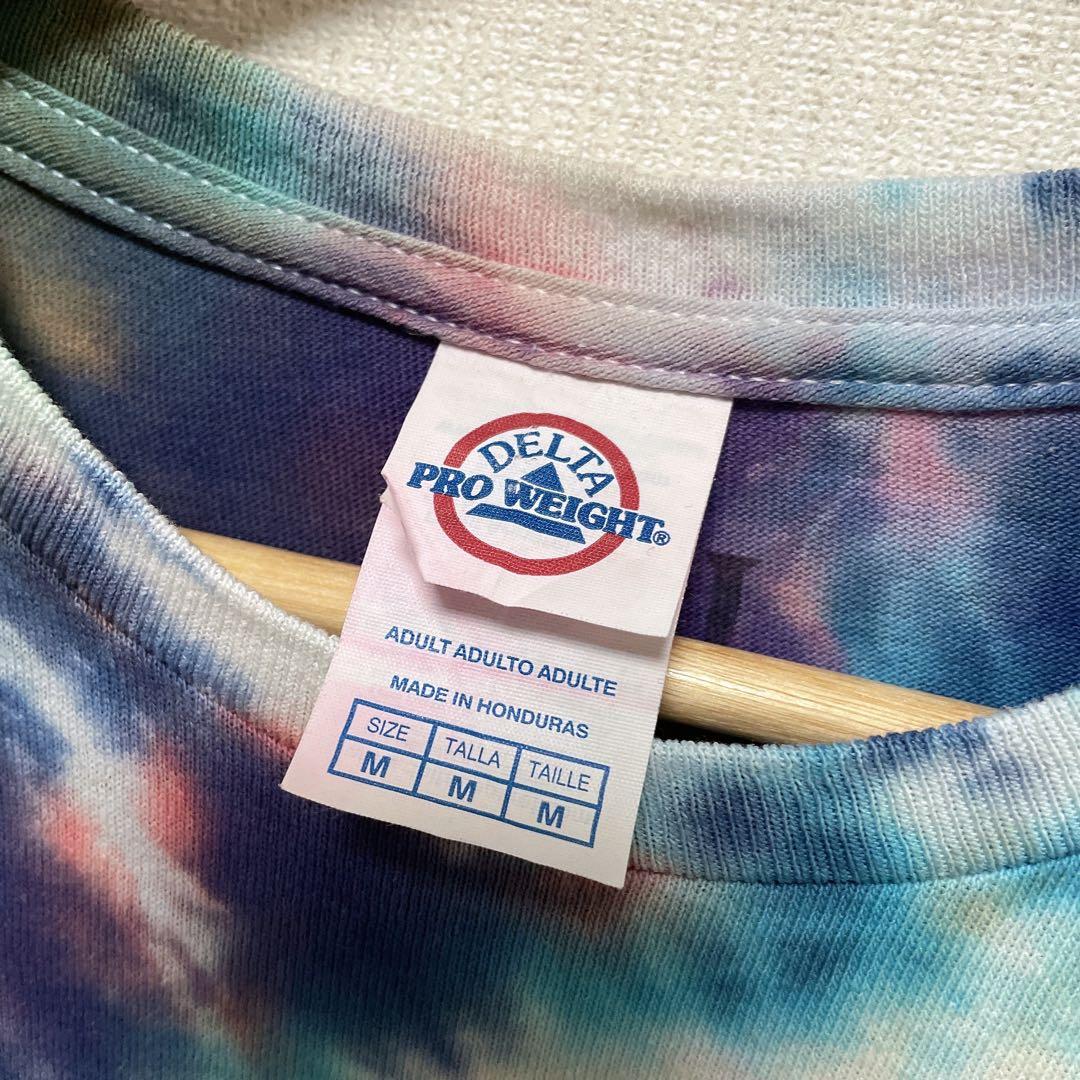 DELTA
PRO WEIGHT®
ADULT ADULTO ADULTE
MADE IN HONDURAS
SIZE TALLA TAILLE
M M M